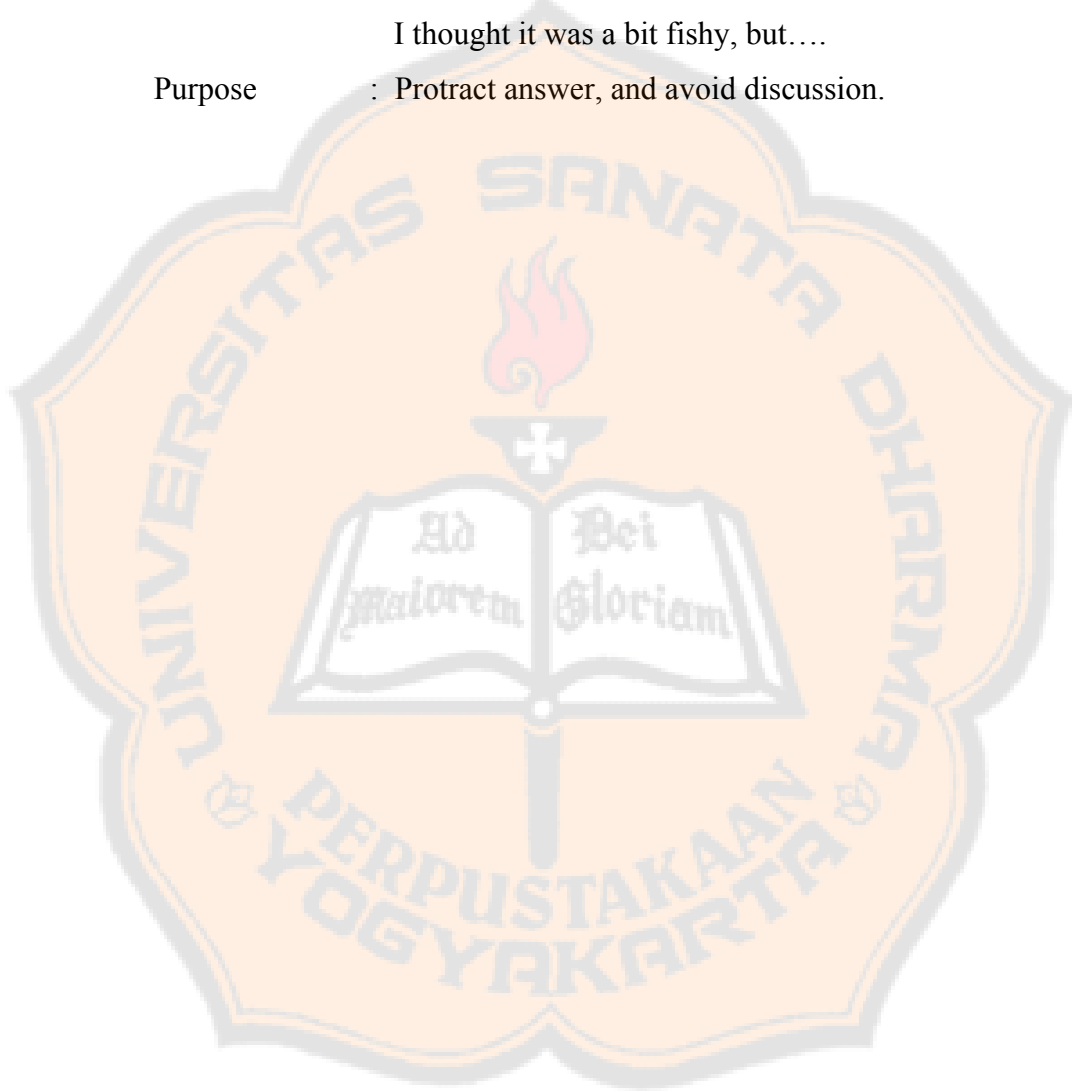 I thought it was a bit fishy, but….
Purpose : Protract answer, and avoid discussion.
UNIVERSITAS SANATA DHARMA
Ad Dei
Maiorem Gloriam
PERPUSTAKAAN
YOGYAKARTA